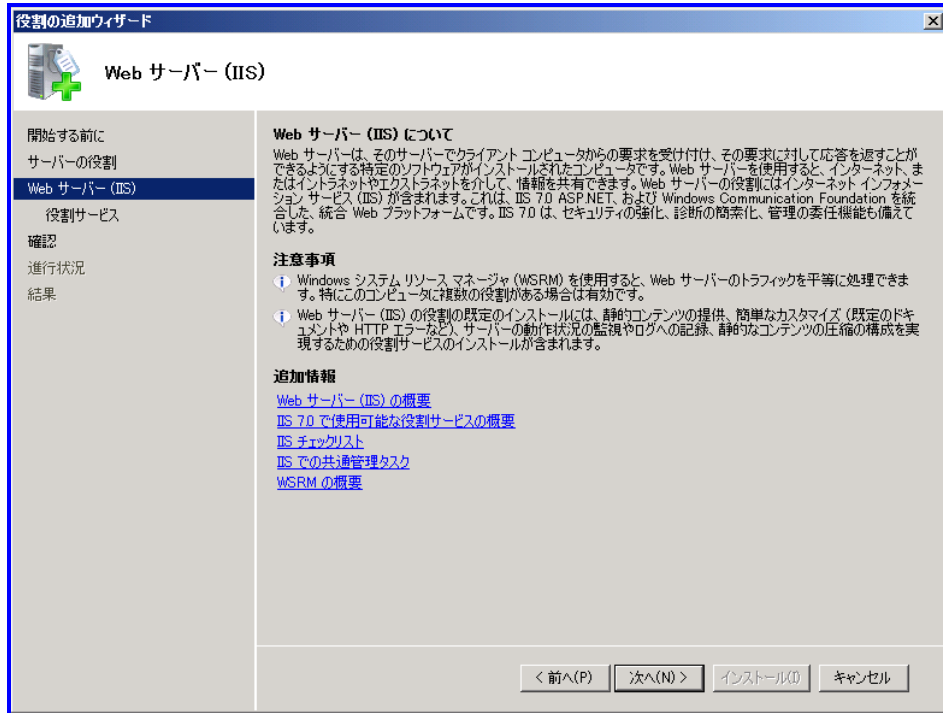 役割の追加ウィザード
Web サーバー (IIS)
開始する前に
サーバーの役割
Web サーバー (IIS)
役割サービス
確認
進行状況
結果
Web サーバー (IIS) について
Web サーバーは、そのサーバーでクライアント コンピュータからの要求を受け付け、その要求に対して応答を返すことが
できるようにする特定のソフトウェアがインストールされたコンピュータです。Web サーバーを使用すると、インターネット、ま
たはイントラネットやエクストラネットを介して、情報を共有できます。Web サーバーの役割にはインターネット インフォメー
ション サービス (IIS) が含まれます。これは、IIS 7.0 ASP.NET、および Windows Communication Foundation を統
合した、統合 Web プラットフォームです。IIS 7.0 は、セキュリティの強化、診断の簡素化、管理の委任機能も備えて
います。
注意事項
Windows システム リソース マネージャ (WSRM) を使用すると、Web サーバーのトラフィックを平等に処理できま
す。特にこのコンピュータに複数の役割がある場合は有効です。
Web サーバー (IIS) の役割の既定のインストールには、静的コンテンツの提供、簡単なカスタマイズ (既定のドキ
ュメントや HTTP エラーなど)、サーバーの動作状況の監視やログへの記録、静的なコンテンツの圧縮の構成を実
現するための役割サービスのインストールが含まれます。
追加情報
Web サーバー (IIS) の概要
IIS 7.0 で使用可能な役割サービスの概要
IIS チェックリスト
IIS での共通管理タスク
WSRM の概要
< 前へ(P)
次へ(N) >
インストール(I)
キャンセル